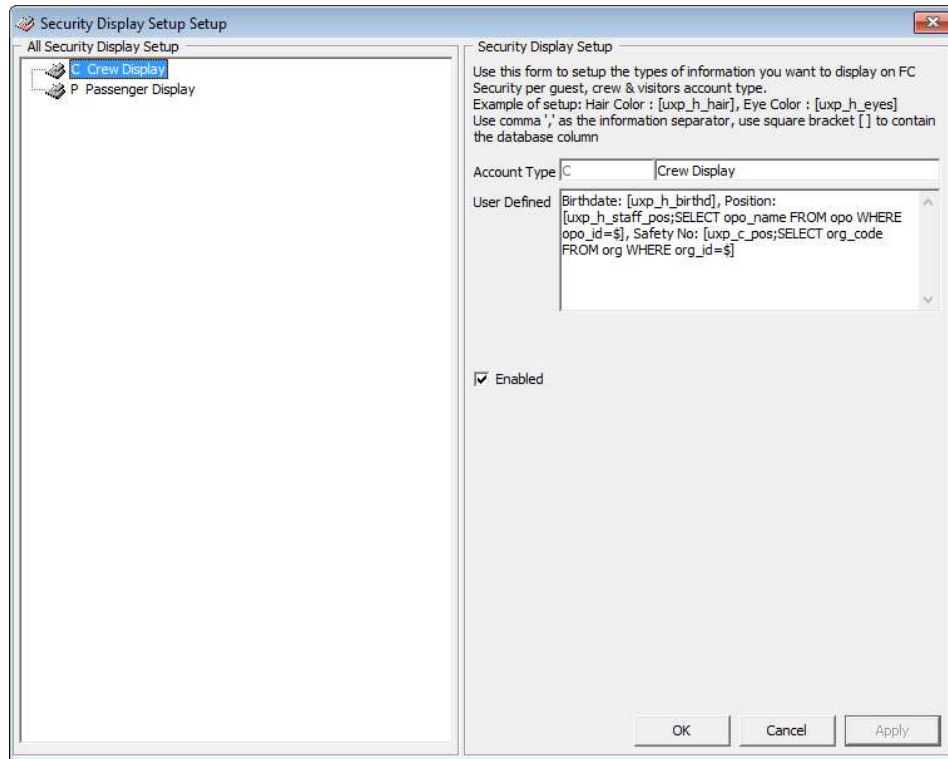 Security Display Setup Setup
All Security Display Setup
C Crew Display
P Passenger Display
Security Display Setup
Use this form to setup the types of information you want to display on FC
Security per guest, crew & visitors account type.
Example of setup: Hair Color : [uxp_h_hair], Eye Color : [uxp_h_eyes]
Use comma ',' as the information separator, use square bracket [ ] to contain
the database column
Account Type C Crew Display
User Defined Birthdate: [uxp_h_birthd], Position:
[uxp_h_staff_pos;SELECT opo_name FROM opo WHERE
opo_id=$], Safety No: [uxp_c_pos;SELECT org_code
FROM org WHERE org_id=$]
Enabled
OK Cancel Apply